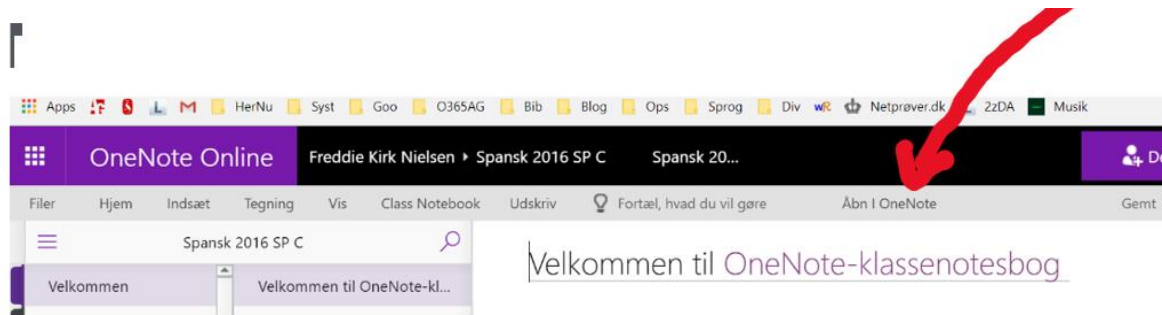 Apps HerNu Syst Goo O365AG Bib Blog Ops Sprog Div wR Netprøver.dk 2zDA Musik
OneNote Online Freddie Kirk Nielsen ▸ Spansk 2016 SP C Spansk 20...
Filer Hjem Indsæt Tegning Vis Class Notebook Udskriv Fortæl, hvad du vil gøre Åbn I OneNote Gemt
Spansk 2016 SP C
Velkommen til OneNote-klassenotesbog
Velkommen Velkommen til OneNote-kl...